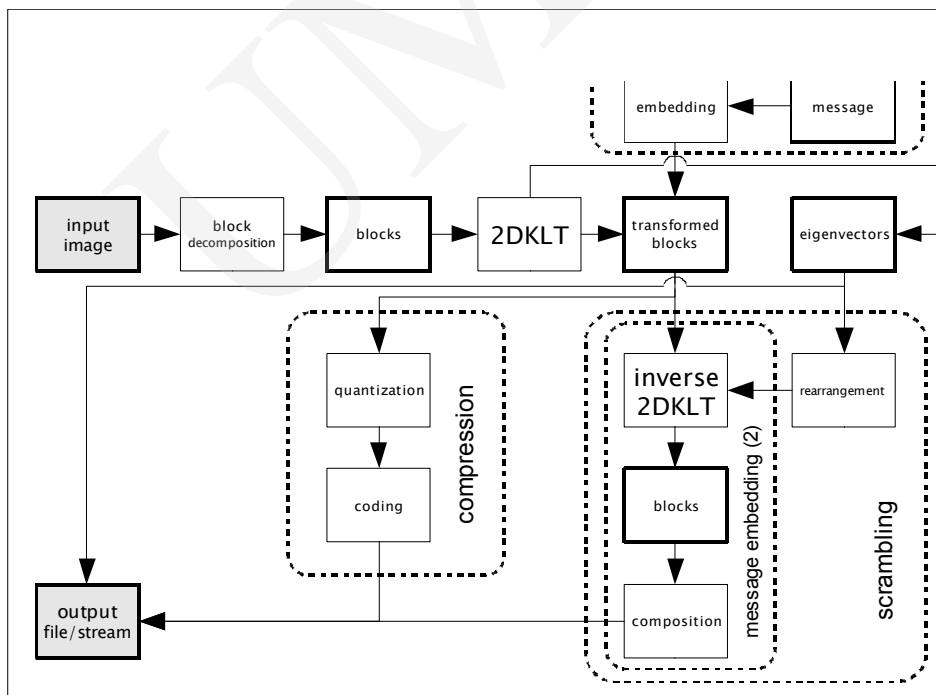 embedding
message
input
image
block
decomposition
blocks
2DKLT
transformed
blocks
eigenvectors
quantization
inverse
2DKLT
rearrangement
coding
compression
blocks
message embedding (2)
scrambling
output
file/stream
composition
UM